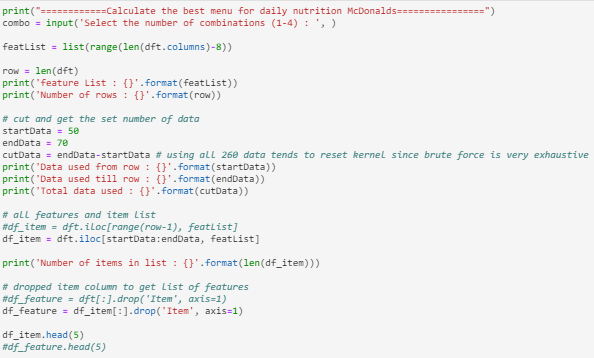 print("============Calculate the best menu for daily nutrition McDonalds================")
combo = input('Select the number of combinations (1-4) : ', )
featList = list(range(len(dft.columns)-8))
row = len(dft)
print('feature List : {}'.format(featList))
print('Number of rows : {}'.format(row))
# cut and get the set number of data
startData = 50
endData = 70
cutData = endData-startData # using all 260 data tends to reset kernel since brute force is very exhaustive
print('Data used from row : {}'.format(startData))
print('Data used till row : {}'.format(endData))
print('Total data used : {}'.format(cutData))
# all features and item list
#df_item = dft.iloc[range(row-1), featList]
df_item = dft.iloc[startData:endData, featList]
print('Number of items in list : {}'.format(len(df_item)))
# dropped item column to get list of features
#df_feature = dft[:].drop('Item', axis=1)
df_feature = df_item[:].drop('Item', axis=1)
df_item.head(5)
#df_feature.head(5)